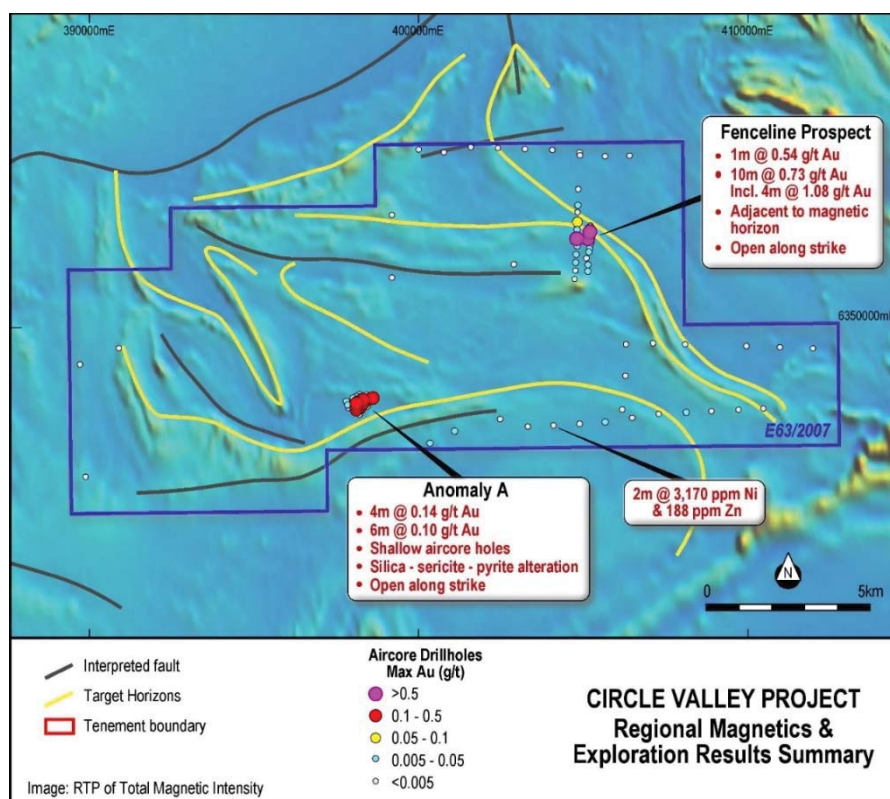 390000mE
400000mE
410000mE
Fenceline Prospect
• 1m @ 0.54 g/t Au
• 10m @ 0.73 g/t Au
Incl. 4m @ 1.08 g/t Au
• Adjacent to magnetic
horizon
• Open along strike
6350000mN
E63/2007
Anomaly A
• 4m @ 0.14 g/t Au
• 6m @ 0.10 g/t Au
• Shallow aircore holes
• Silica - sericite - pyrite alteration
• Open along strike
2m @ 3,170 ppm Ni
& 188 ppm Zn
N
0
5km
Interpreted fault
Target Horizons
Tenement boundary
Image: RTP of Total Magnetic Intensity
Aircore Drillholes
Max Au (g/t)
>0.5
0.1 - 0.5
0.05 - 0.1
0.005 - 0.05
<0.005
CIRCLE VALLEY PROJECT
Regional Magnetics &
Exploration Results Summary